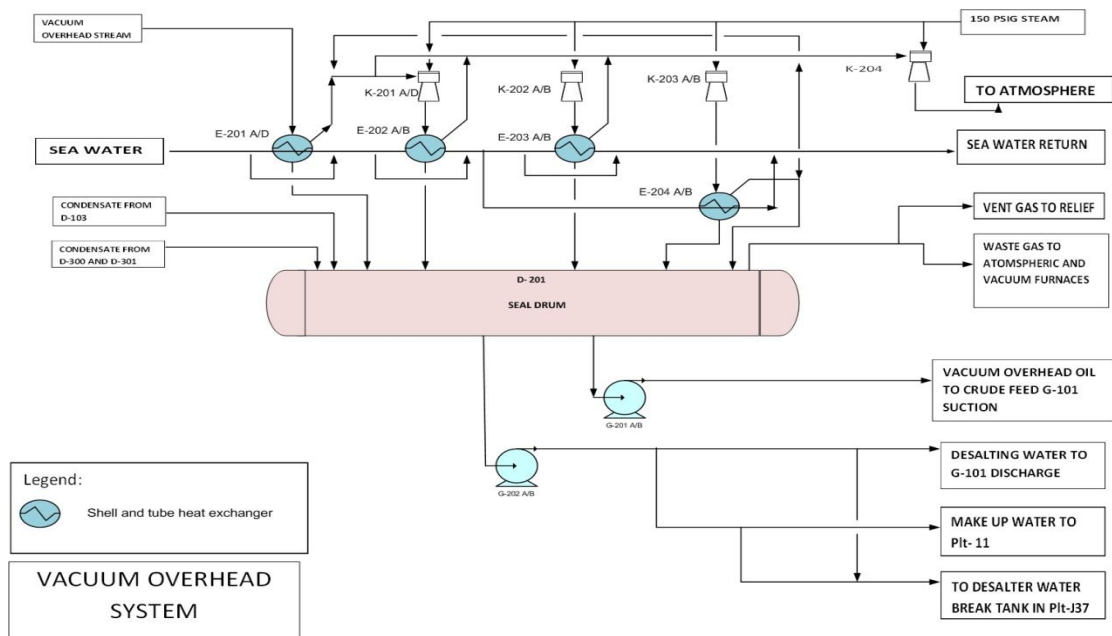 VACUUM
OVERHEAD STREAM
150 PSIG STEAM
K-204
K-201 A/D
K-202 A/B
K-203 A/B
TO ATMOSPHERE
E-201 A/D
E-202 A/B
E-203 A/B
SEA WATER
SEA WATER
RETURN
E-204 A/B
CONDENSATE FROM
D-103
VENT GAS TO RELIEF
CONDENSATE FROM
D-300 AND D-301
WASTE GAS TO
ATOMSPHERIC AND
VACUUM FURNACES
D- 201
SEAL DRUM
VACUUM OVERHEAD OIL
TO CRUDE FEED G-101
SUCTION
G-201 A/B
DESALTING WATER TO
G-101 DISCHARGE
G-202 A/B
Legend:
Shell and tube heat exchanger
MAKE UP WATER TO
Plt- 11
VACUUM OVERHEAD
SYSTEM
TO DESALTER WATER
BREAK TANK IN Plt-J37